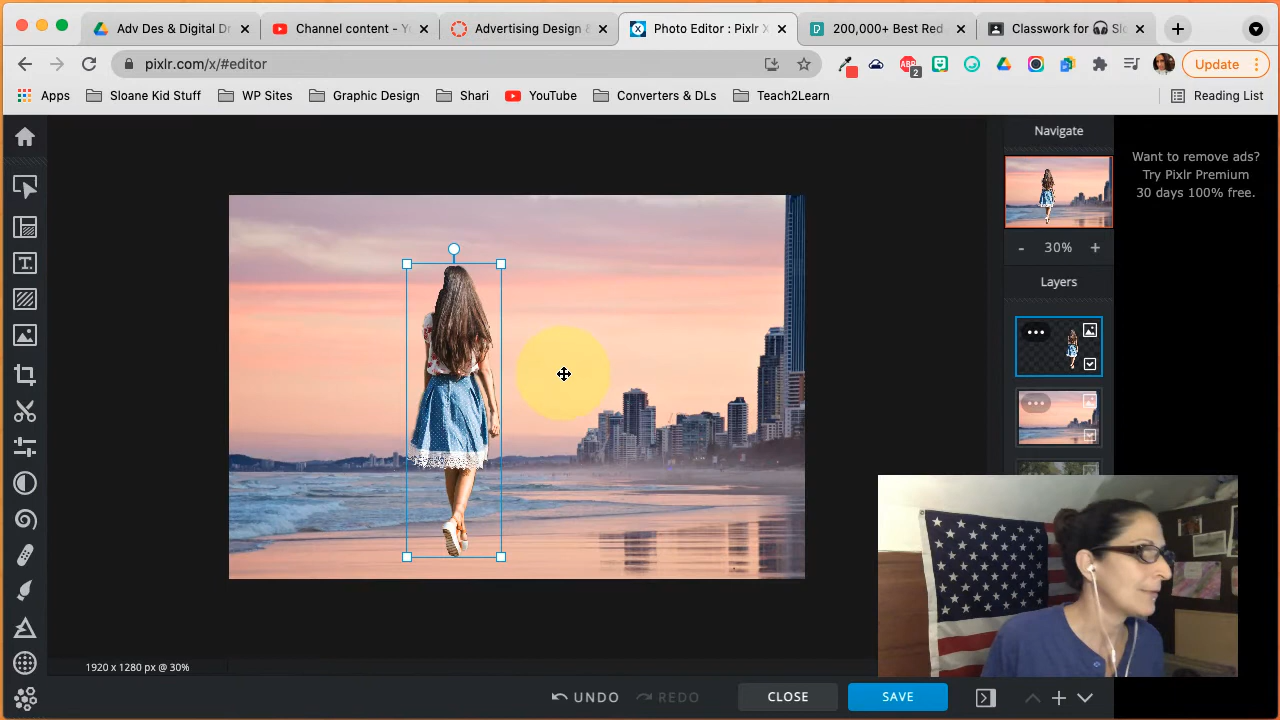 Adv Des & Digital Dr
Channel content - Y
Advertising Design &
Photo Editor : Pixlr X
200,000+ Best Red
Classwork for 🎧 Slo
pixlr.com/x/#editor
ABP
2
Update
Apps
Sloane Kid Stuff
WP Sites
Graphic Design
Shari
YouTube
Converters & DLs
Teach2Learn
Reading List
Navigate
Want to remove ads?
Try Pixlr Premium
30 days 100% free.
- 30% +
Layers
1920 x 1280 px @ 30%
UNDO
REDO
CLOSE
SAVE